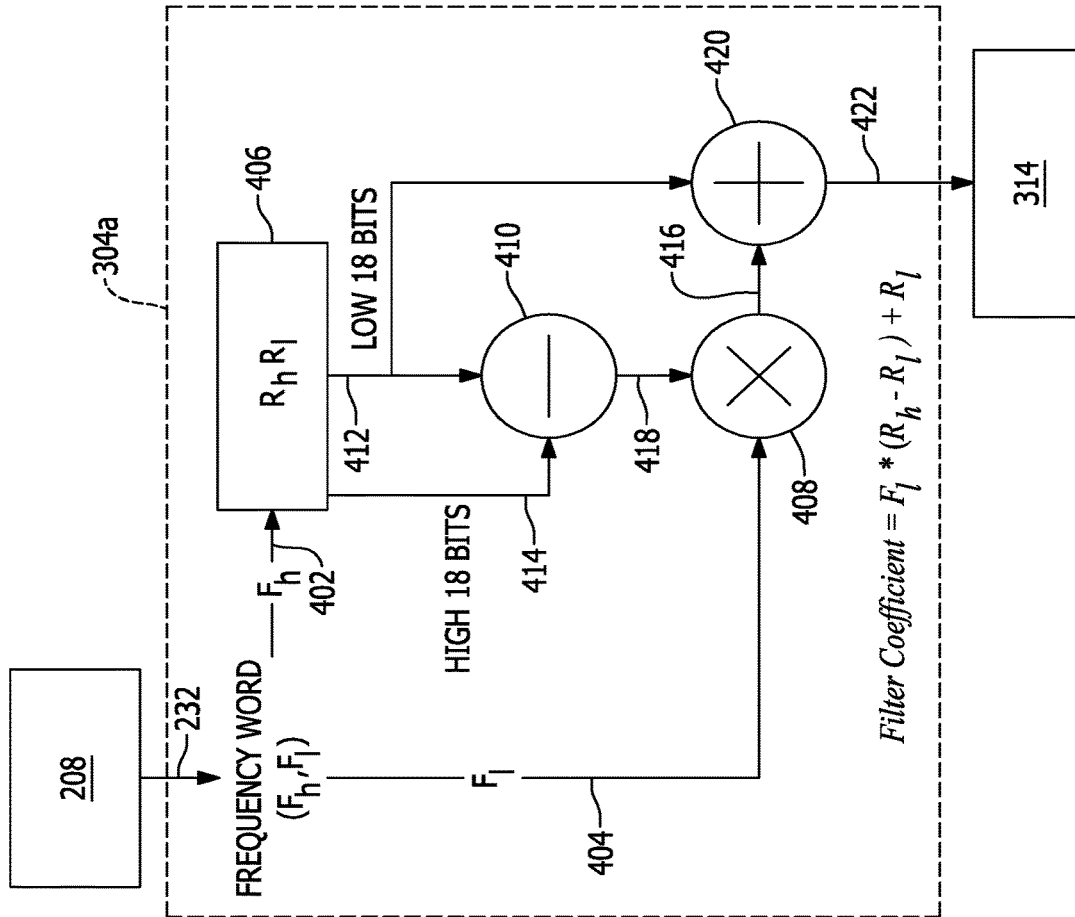 208
232
304a
FREQUENCY WORD
(F_h, F_l)
F_h
402
R_h R_l
406
412
LOW 18 BITS
HIGH 18 BITS
414
410
418
F_l
404
408
416
420
Filter Coefficient = F_l * (R_h - R_l) + R_l
422
314